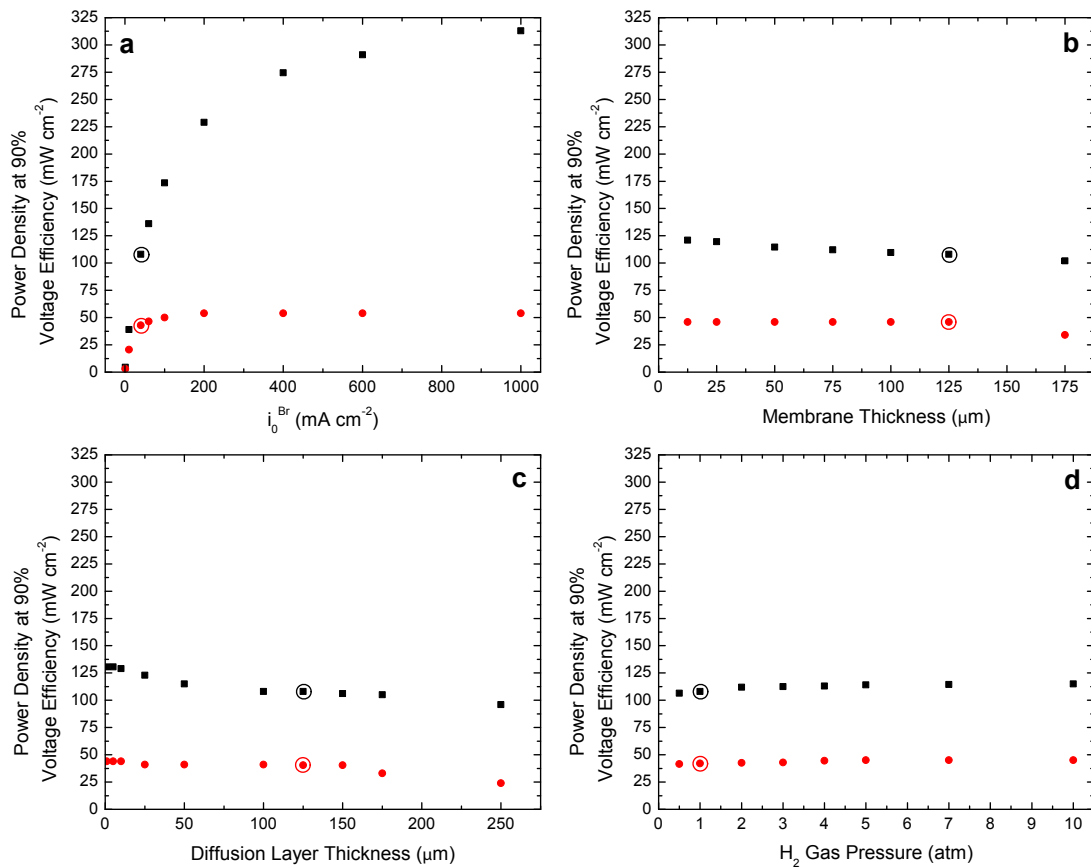 a
325
300
275
250
225
200
175
150
125
100
75
50
25
0
Power Density at 90%
Voltage Efficiency (mW cm-2)
0 200 400 600 800 1000
i0Br (mA cm-2)
b
325
300
275
250
225
200
175
150
125
100
75
50
25
0
Power Density at 90%
Voltage Efficiency (mW cm-2)
25 50 75 100 125 150 175
Membrane Thickness (μm)
c
325
300
275
250
225
200
175
150
125
100
75
50
25
0
Power Density at 90%
Voltage Efficiency (mW cm-2)
0 50 100 150 200 250
Diffusion Layer Thickness (μm)
d
325
300
275
250
225
200
175
150
125
100
75
50
25
0
Power Density at 90%
Voltage Efficiency (mW cm-2)
0 1 2 3 4 5 6 7 8 9 10
H2 Gas Pressure (atm)